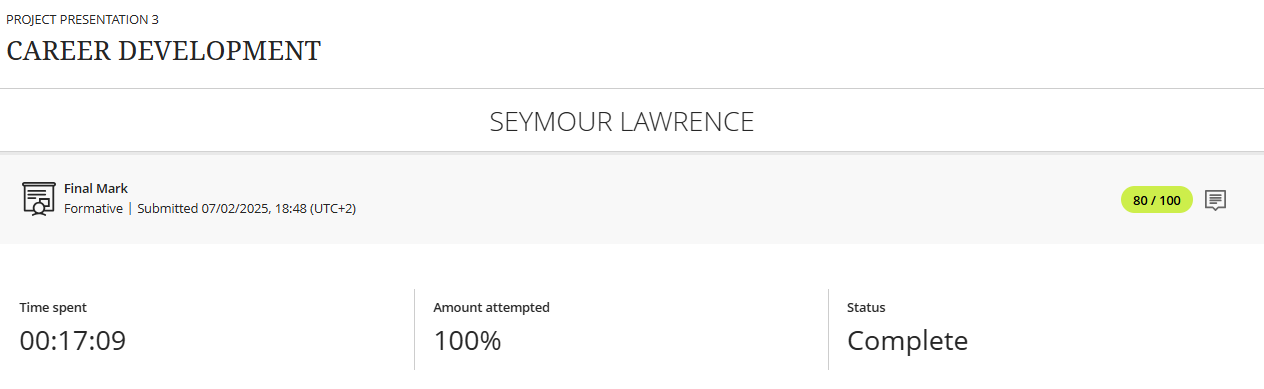 PROJECT PRESENTATION 3
CAREER DEVELOPMENT
SEYMOUR LAWRENCE
Final Mark
Formative | Submitted 07/02/2025, 18:48 (UTC+2)
80 / 100
Time spent
00:17:09
Amount attempted
100%
Status
Complete